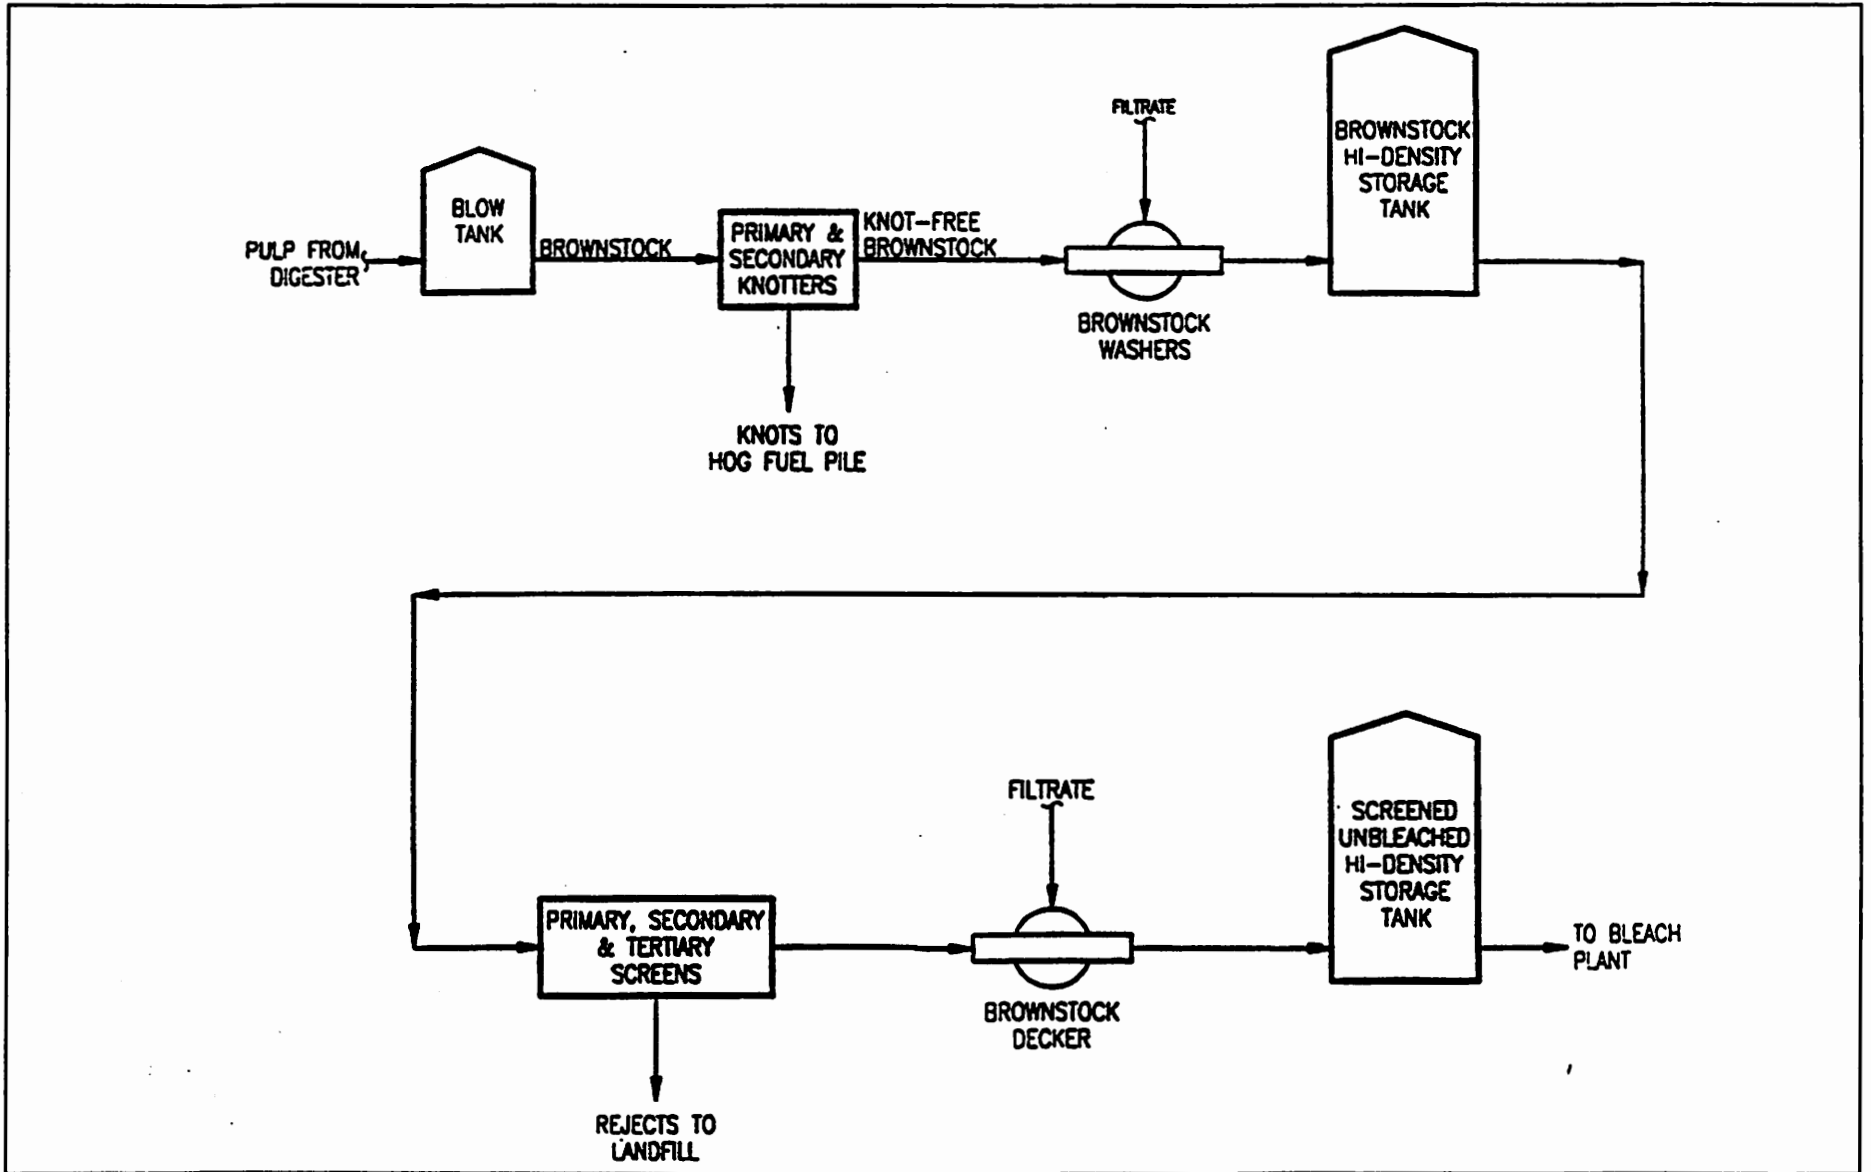 FILTRATE
BROWNSTOCK
HI-DENSITY
STORAGE
TANK
BLOW
TANK
PULP FROM
DIGESTER
BROWNSTOCK
PRIMARY &
SECONDARY
KNOTTERS
KNOT-FREE
BROWNSTOCK
BROWNSTOCK
WASHERS
KNOTS TO
HOG FUEL PILE
FILTRATE
SCREENED
UNBLEACHED
HI-DENSITY
STORAGE
TANK
PRIMARY, SECONDARY
& TERTIARY
SCREENS
TO BLEACH
PLANT
BROWNSTOCK
DECKER
REJECTS TO
LANDFILL